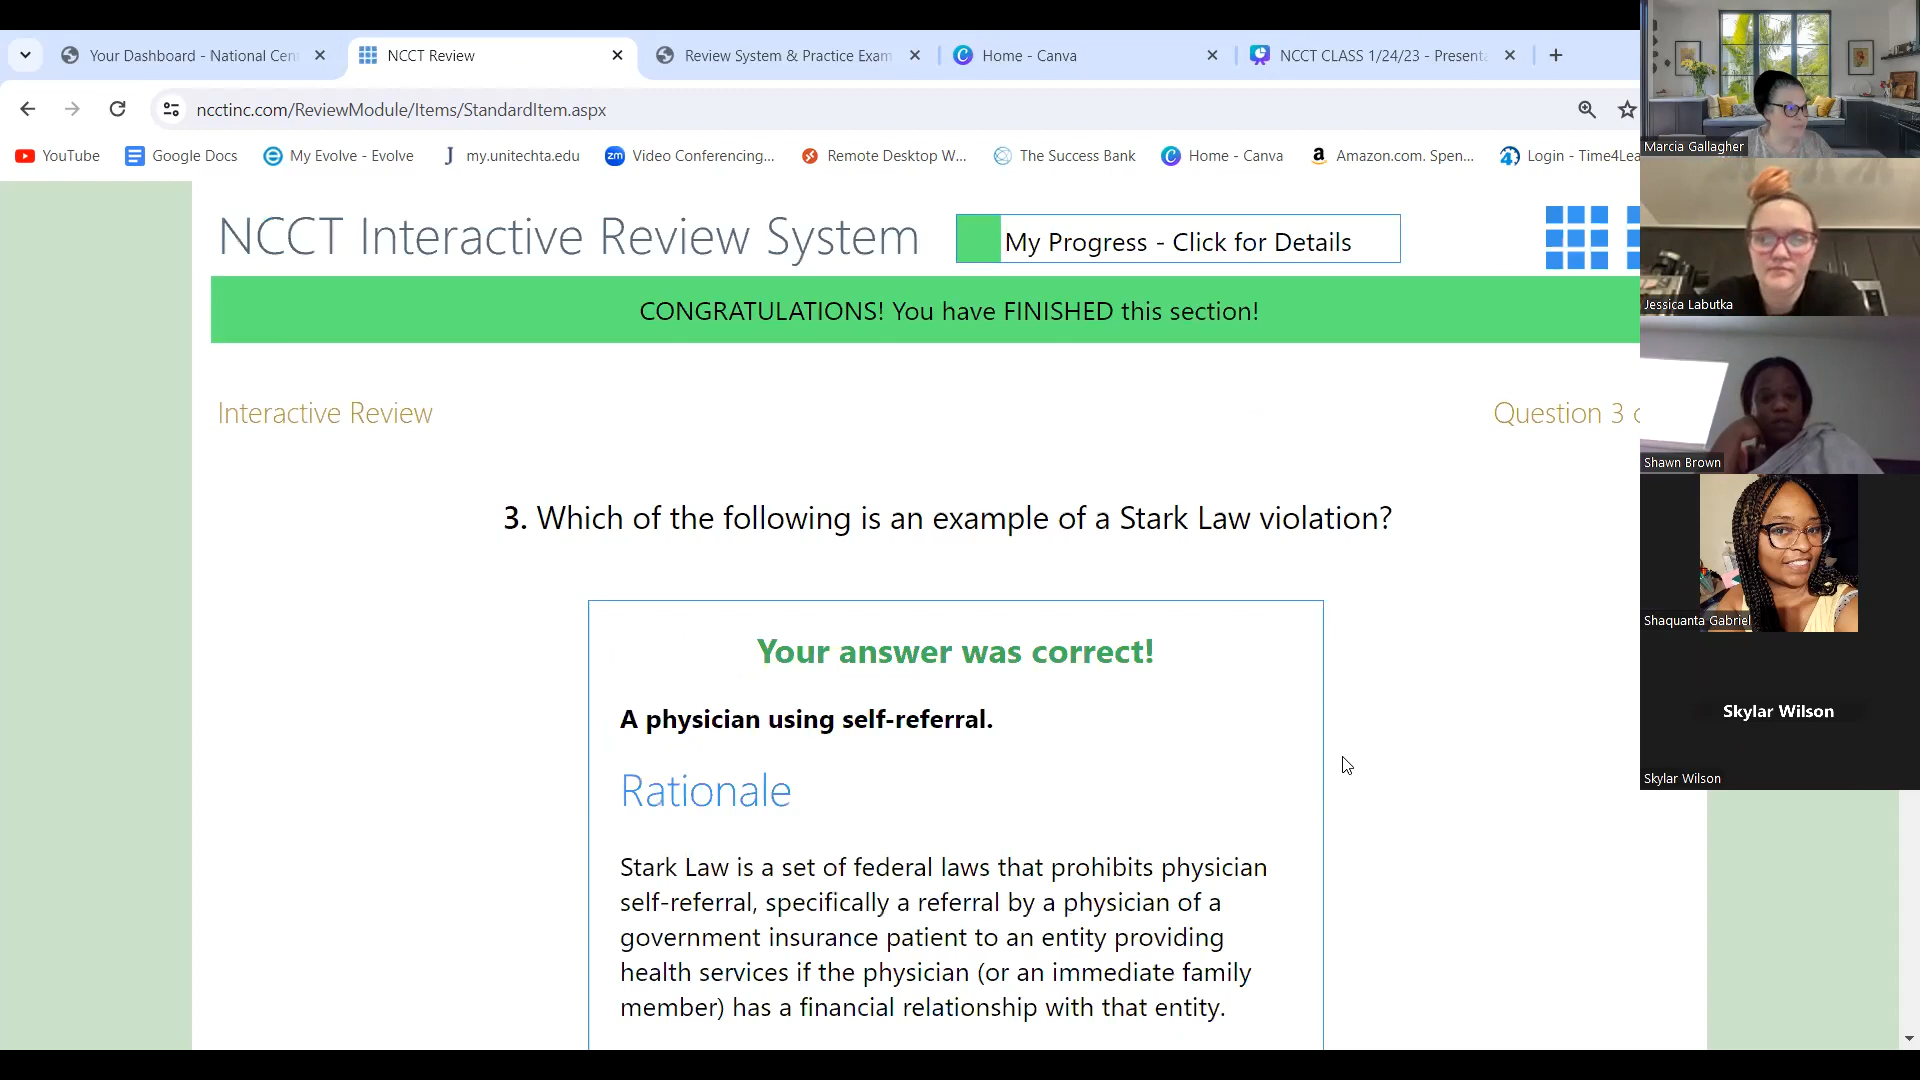 Your Dashboard - National Cen
NCCT Review
Review System & Practice Exam
Home - Canva
NCCT CLASS 1/24/23 - Present
ncctinc.com/ReviewModule/Items/StandardItem.aspx
YouTube
Google Docs
My Evolve - Evolve
my.unitechta.edu
zm
Video Conferencing...
Remote Desktop W...
The Success Bank
Home - Canva
Amazon.com. Spen...
Login - Time4Lea
NCCT Interactive Review System
My Progress - Click for Details
CONGRATULATIONS! You have FINISHED this section!
Interactive Review
Question 3
3. Which of the following is an example of a Stark Law violation?
Your answer was correct!
A physician using self-referral.
Rationale
Stark Law is a set of federal laws that prohibits physician
self-referral, specifically a referral by a physician of a
government insurance patient to an entity providing
health services if the physician (or an immediate family
member) has a financial relationship with that entity.
Marcia Gallagher
Jessica Labutka
Shawn Brown
Shaquanta Gabriel
Skylar Wilson
Skylar Wilson